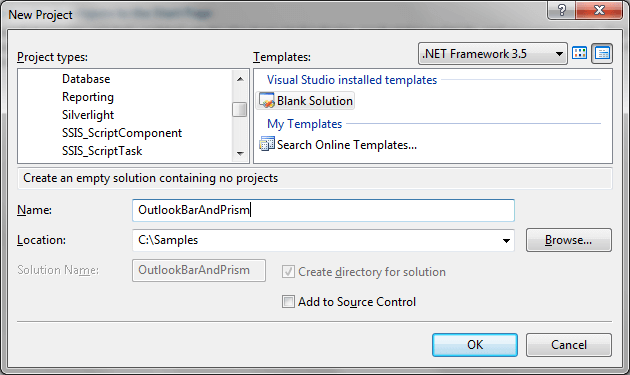 New Project
Project types:
Templates:
.NET Framework 3.5
Database
Reporting
Silverlight
SSIS_ScriptComponent
SSIS_ScriptTask
Visual Studio installed templates
Blank Solution
My Templates
Search Online Templates...
Create an empty solution containing no projects
Name:
OutlookBarAndPrism
Location:
C:\Samples
Browse...
Solution Name:
OutlookBarAndPrism
Create directory for solution
Add to Source Control
OK
Cancel